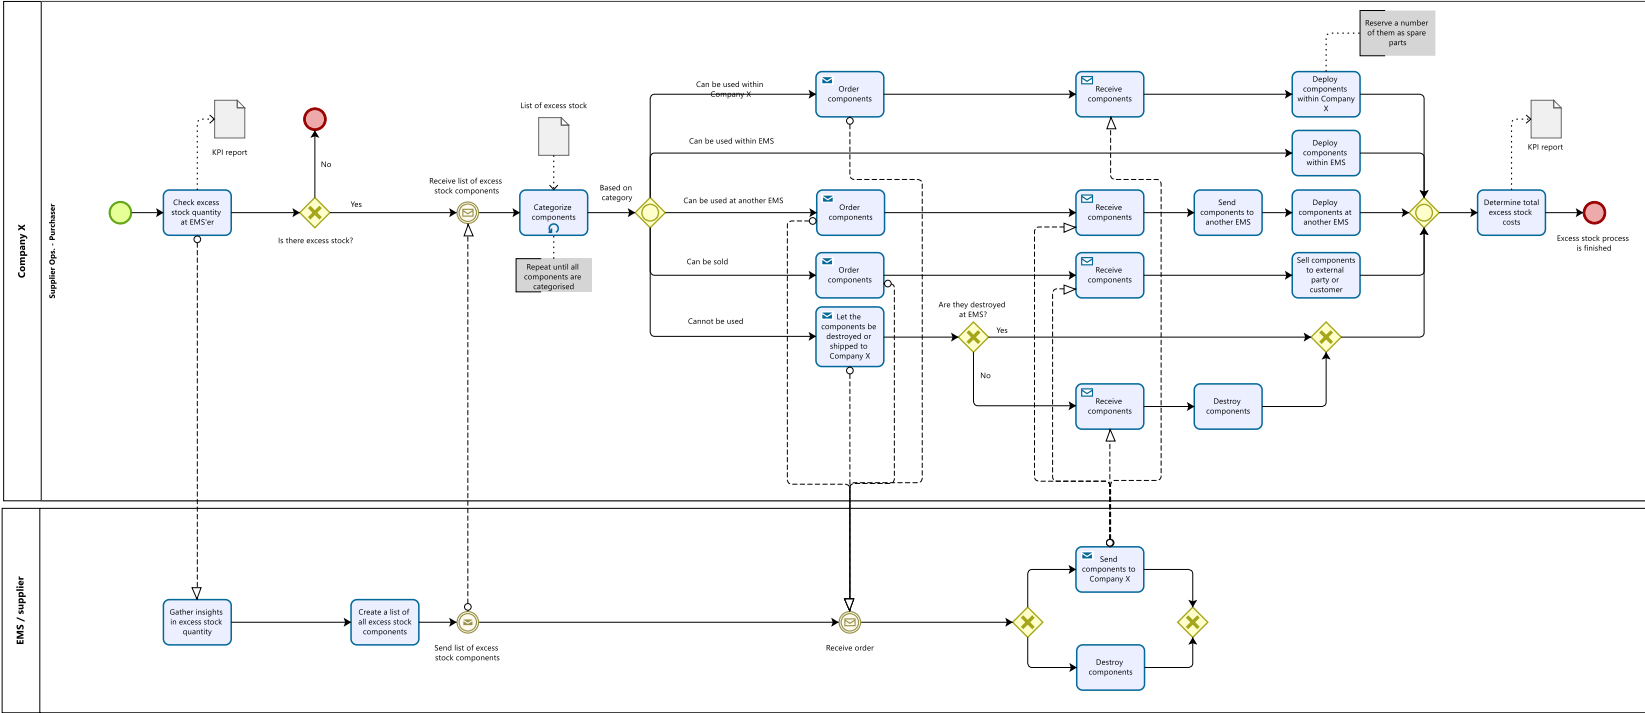 Company X
Supplier Ops. - Purchaser
Check excess
stock quantity
at EMS'er
KPI report
No
Yes
Is there excess stock?
Receive list of excess
stock components
List of excess stock
Categorize
components
Repeat until all
components are
categorised
Based on
category
Can be used within
Company X
Order
components
Receive
components
Deploy
components
within Company
X
Reserve a number
of them as spare
parts
Can be used within EMS
Deploy
components
within EMS
Can be used at another EMS
Order
components
Receive
components
Send
components to
another EMS
Deploy
components at
another EMS
Can be sold
Order
components
Receive
components
Sell components
to external
party or
customer
Cannot be used
Let the
components be
destroyed or
shipped to
Company X
Are they destroyed
at EMS?
Yes
No
Receive
components
Destroy
components
KPI report
Determine total
excess stock
costs
Excess stock process
is finished
EMS / supplier
Gather insights
in excess stock
quantity
Create a list of
all excess stock
components
Send list of excess
stock components
Receive order
Send
components to
Company X
Destroy
components